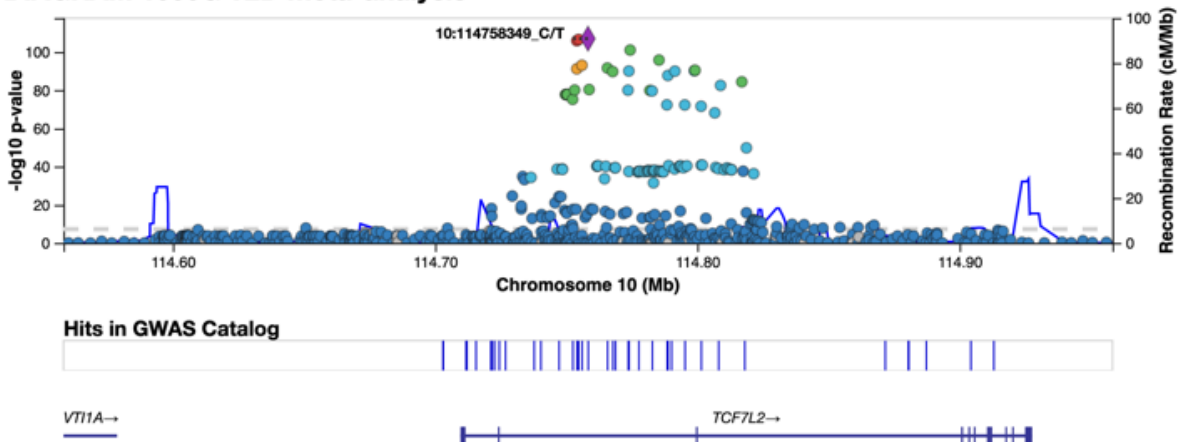 10:114758349_C/T
100
80
60
40
20
0
-log10 p-value
100
80
60
40
20
0
Recombination Rate (cM/Mb)
114.60
114.70
114.80
114.90
Chromosome 10 (Mb)
Hits in GWAS Catalog
VTI1A→
TCF7L2→